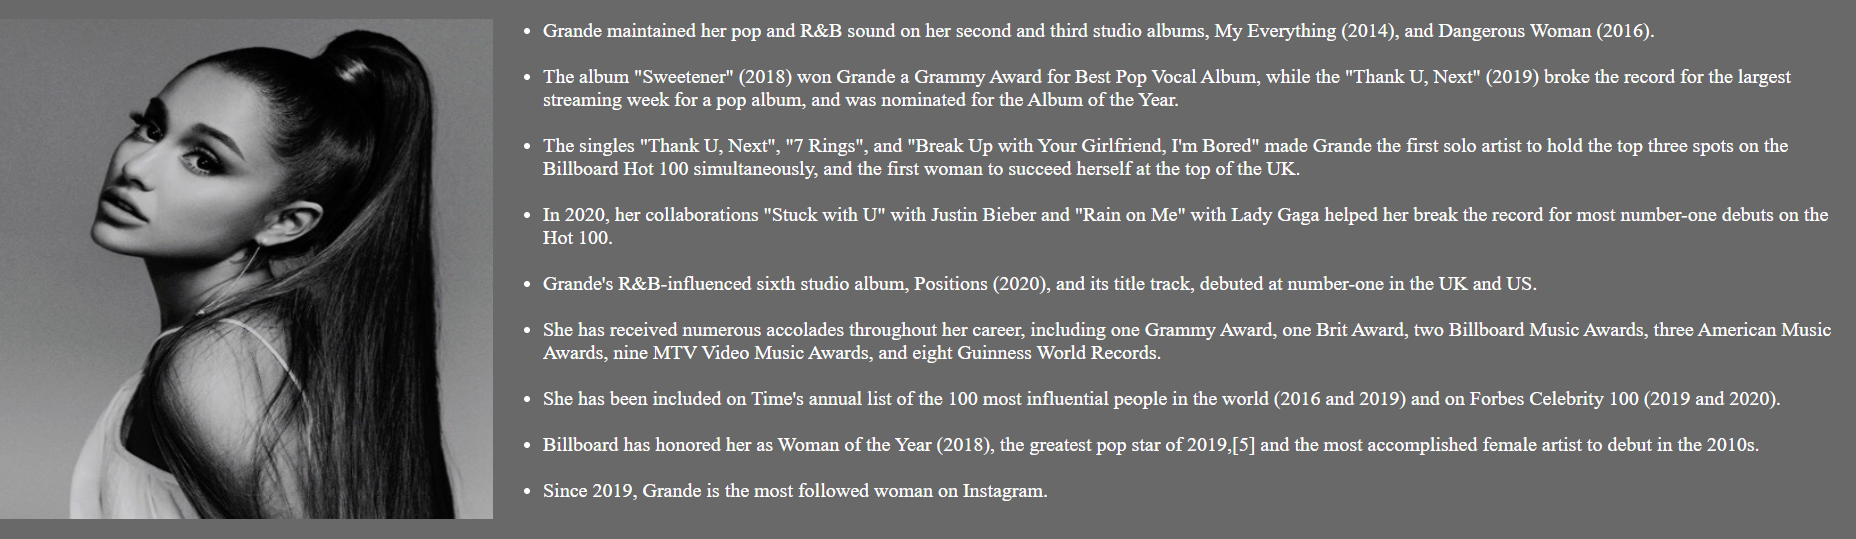 • Grande maintained her pop and R&B sound on her second and third studio albums, My Everything (2014), and Dangerous Woman (2016).
• The album "Sweetener" (2018) won Grande a Grammy Award for Best Pop Vocal Album, while the "Thank U, Next" (2019) broke the record for the largest
streaming week for a pop album, and was nominated for the Album of the Year.
• The singles "Thank U, Next", "7 Rings", and "Break Up with Your Girlfriend, I'm Bored" made Grande the first solo artist to hold the top three spots on the
Billboard Hot 100 simultaneously, and the first woman to succeed herself at the top of the UK.
• In 2020, her collaborations "Stuck with U" with Justin Bieber and "Rain on Me" with Lady Gaga helped her break the record for most number-one debuts on the
Hot 100.
• Grande's R&B-influenced sixth studio album, Positions (2020), and its title track, debuted at number-one in the UK and US.
• She has received numerous accolades throughout her career, including one Grammy Award, one Brit Award, two Billboard Music Awards, three American Music
Awards, nine MTV Video Music Awards, and eight Guinness World Records.
• She has been included on Time's annual list of the 100 most influential people in the world (2016 and 2019) and on Forbes Celebrity 100 (2019 and 2020).
• Billboard has honored her as Woman of the Year (2018), the greatest pop star of 2019,[5] and the most accomplished female artist to debut in the 2010s.
• Since 2019, Grande is the most followed woman on Instagram.